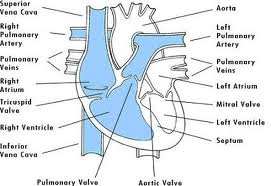 Superior
Vena Cava
Right
Pulmonary
Artery
Pulmonary
Veins
Right
Atrium
Tricuspid
Valve
Right Ventricle
Inferior
Vena Cava
Pulmonary Valve
Aortic Valve
Aorta
Left
Pulmonary
Artery
Pulmonary
Veins
Left Atrium
Mitral Valve
Left Ventricle
Septum